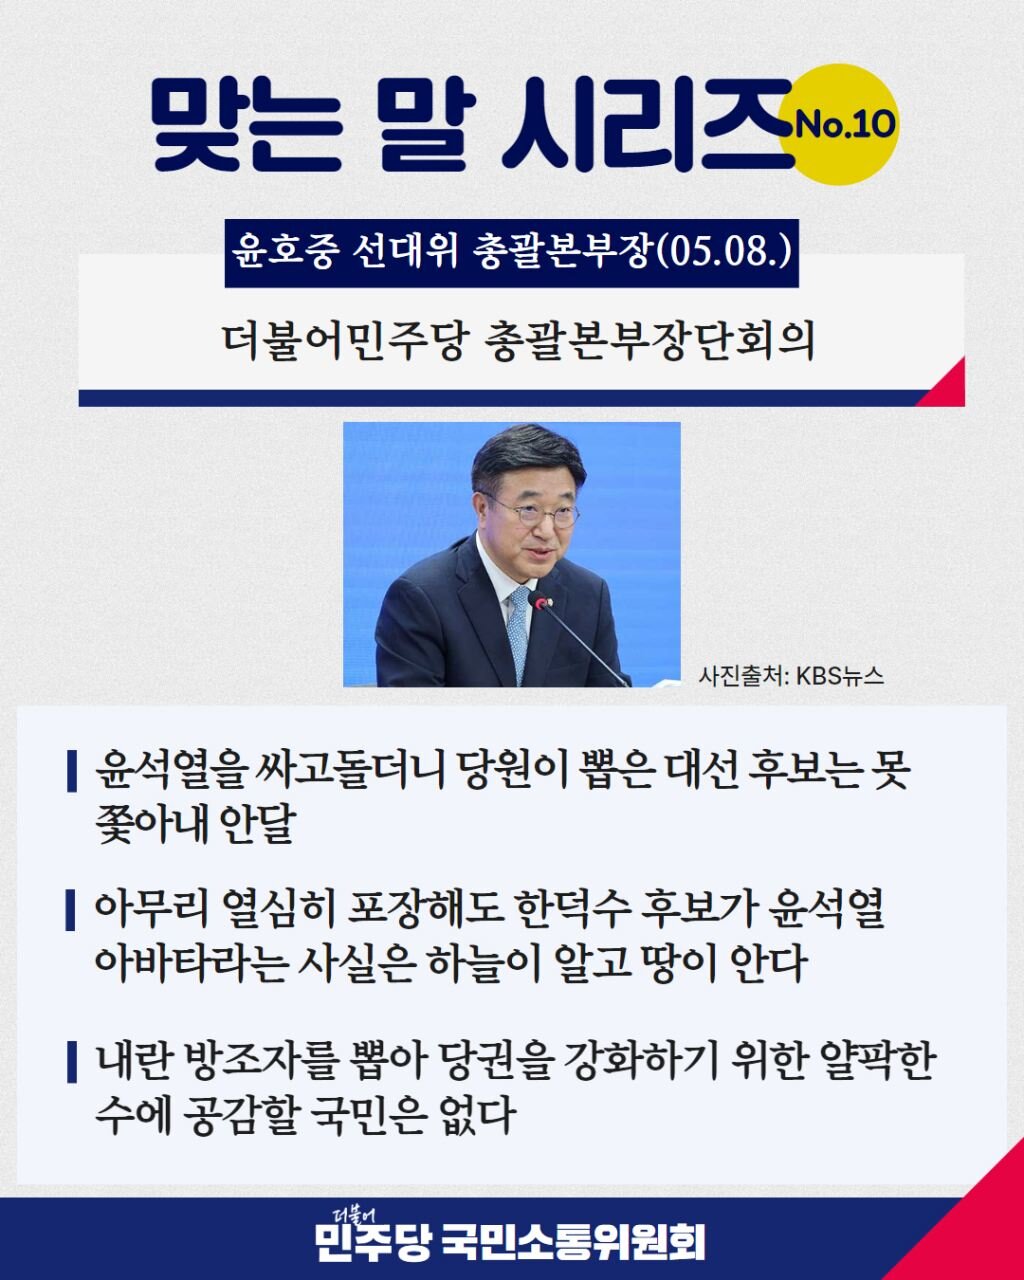 맞는 말 시리즈 No.10
윤호중 선대위 총괄본부장(05.08.)
더불어민주당 총괄본부장단회의
사진출처: KBS뉴스
윤석열을 싸고돌더니 당원이 뽑은 대선 후보는 못
쫓아내 안달
아무리 열심히 포장해도 한덕수 후보가 윤석열
아바타라는 사실은 하늘이 알고 땅이 안다
내란 방조자를 뽑아 당권을 강화하기 위한 얄팍한
수에 공감할 국민은 없다
더불어
민주당 국민소통위원회